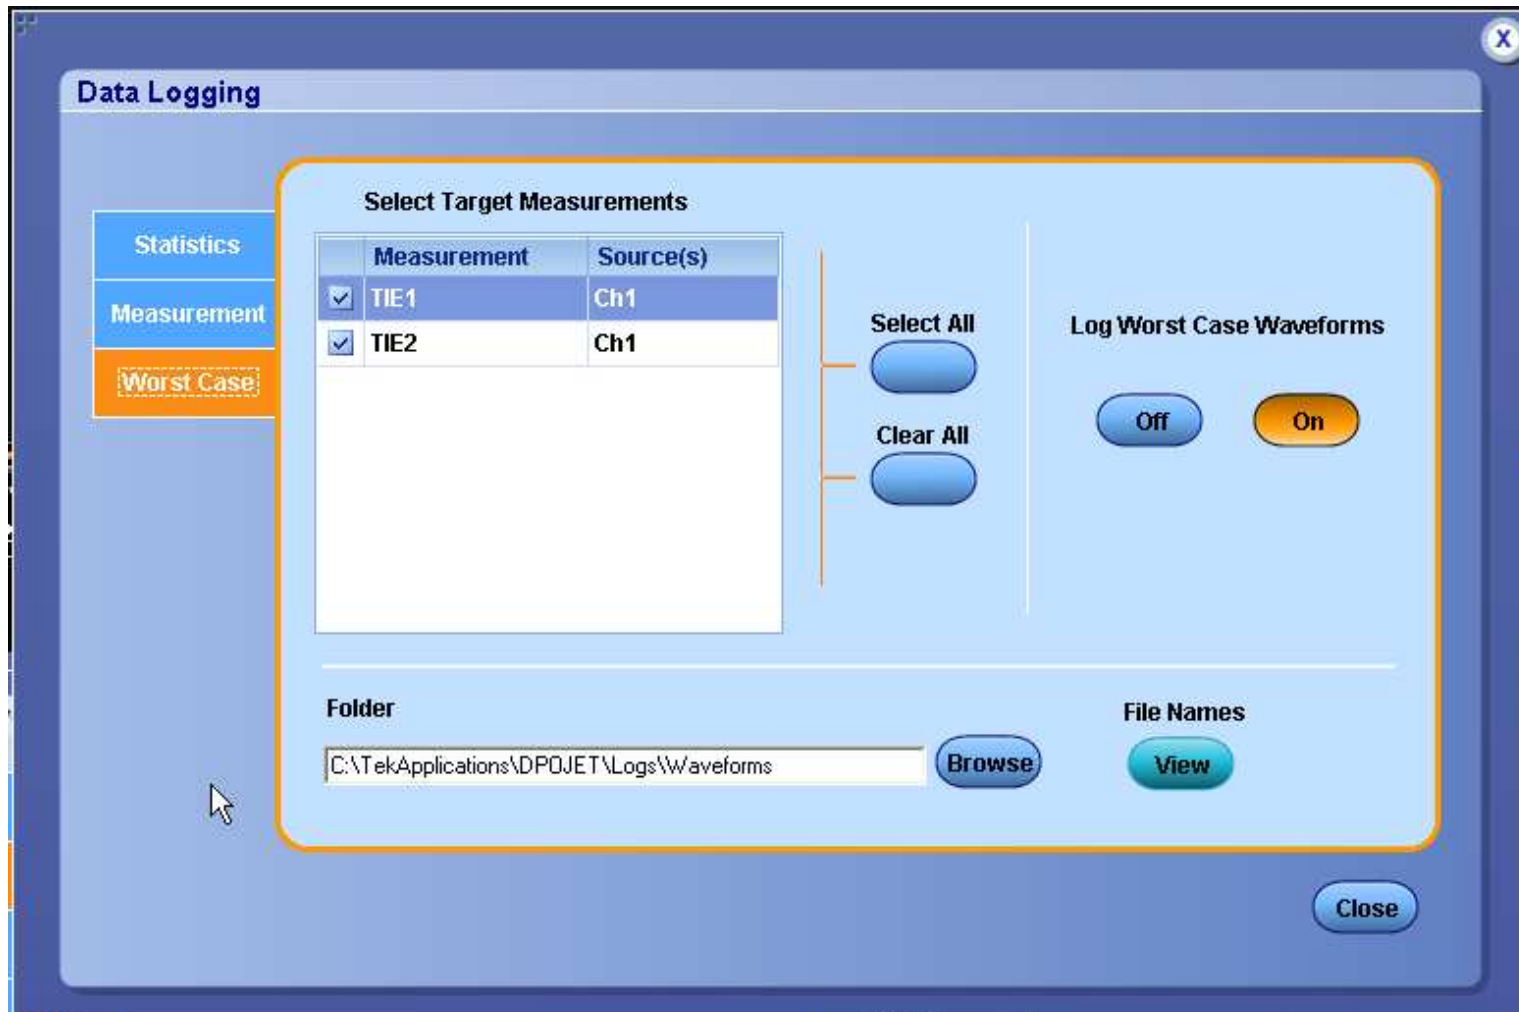 X
Data Logging
Statistics
Measurement
Worst Case
Select Target Measurements
Measurement Source(s)
TIE1 Ch1
TIE2 Ch1
Select All
Clear All
Log Worst Case Waveforms
Off On
Folder
C:\TekApplications\DPOJET\Logs\Waveforms
Browse
File Names
View
Close